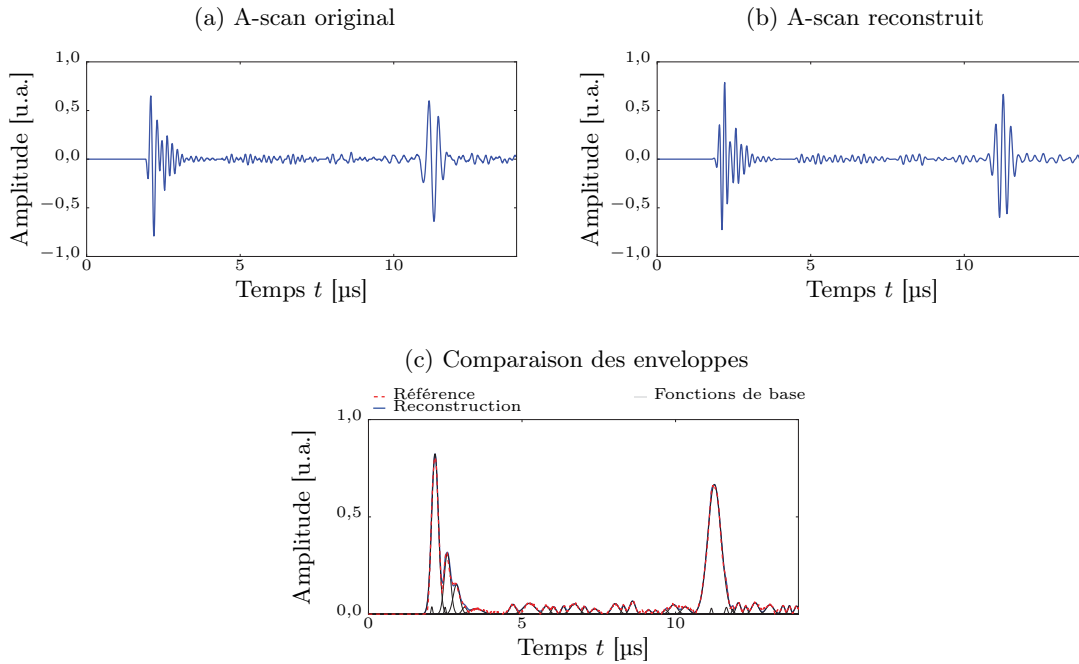 (a) A-scan original
1,0
0,5
0,0
−0,5
−1,0
0
5
10
Amplitude [u.a.]
Temps t [µs]
(b) A-scan reconstruit
1,0
0,5
0,0
−0,5
−1,0
0
5
10
Amplitude [u.a.]
Temps t [µs]
(c) Comparaison des enveloppes
Référence
Reconstruction
Fonctions de base
1,0
0,5
0,0
0
5
10
Amplitude [u.a.]
Temps t [µs]